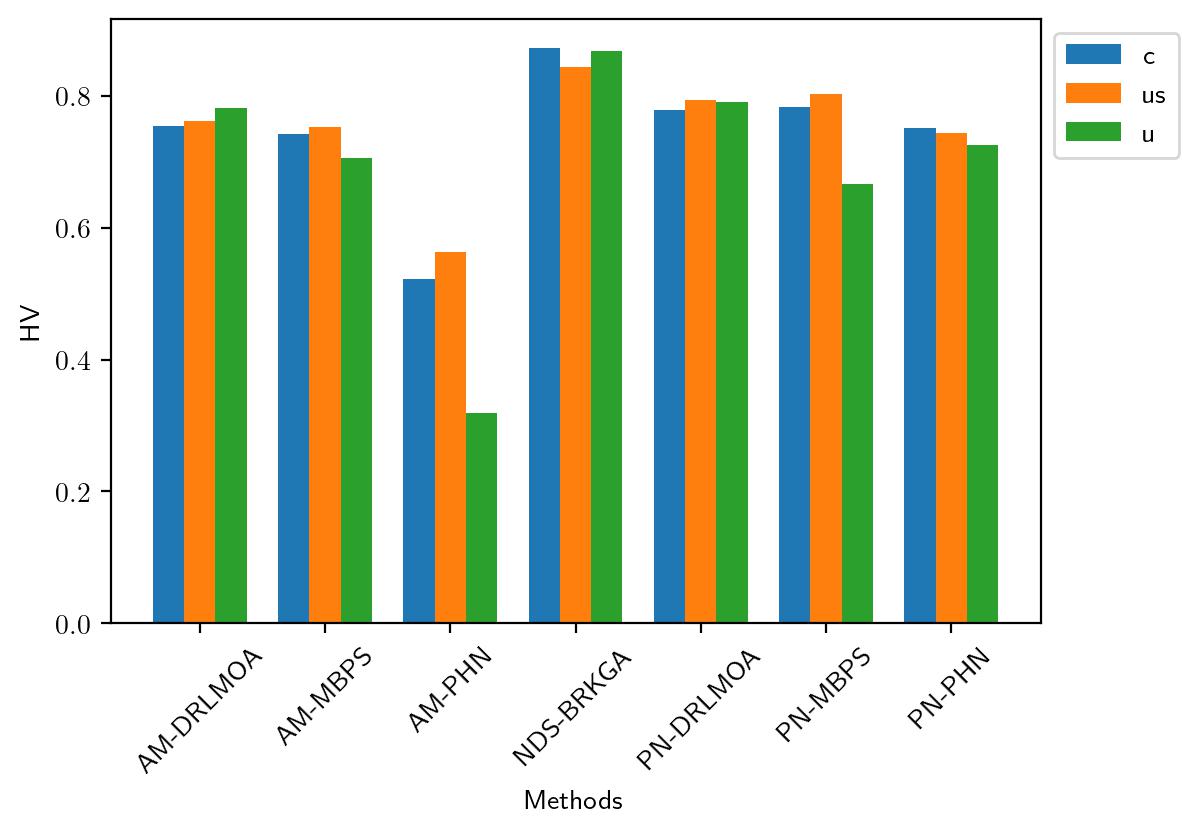 c
us
u
0.8
0.6
0.4
0.2
0.0
HV
AM-DRLMOA
AM-MBPS
AM-PHN
NDS-BRKGA
PN-DRLMOA
PN-MBPS
PN-PHN
Methods